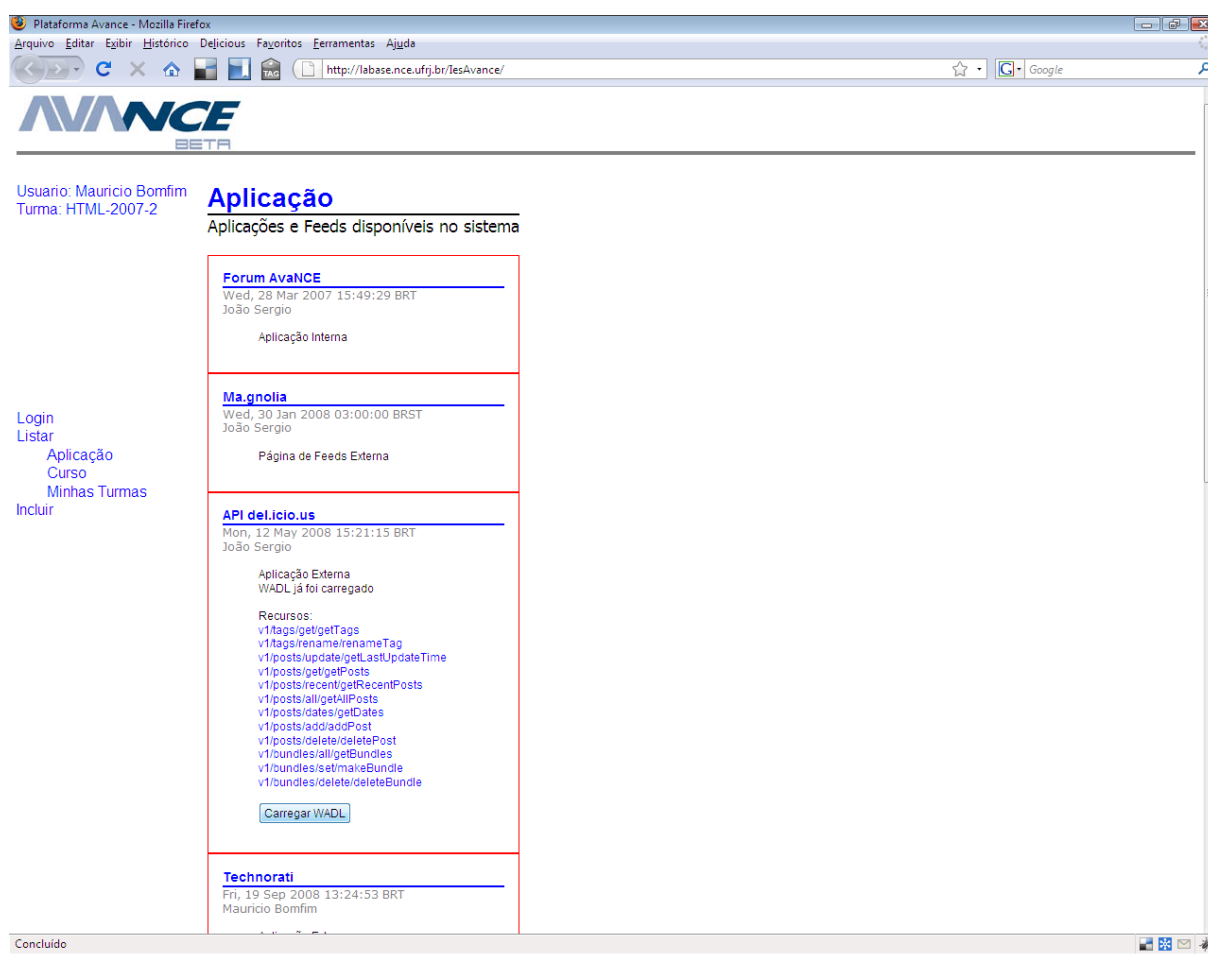 Plataforma Avance - Mozilla Firefox
Arquivo Editar Exibir Histórico Delicious Favoritos Ferramentas Ajuda
TAG http://labase.nce.ufrj.br/IesAvance/ G Google
AVANCE
BETA
Usuario: Mauricio Bomfim
Turma: HTML-2007-2
Login
Listar
Aplicação
Curso
Minhas Turmas
Incluir
Aplicação
Aplicações e Feeds disponíveis no sistema
Forum AvaNCE
Wed, 28 Mar 2007 15:49:29 BRT
João Sergio
Aplicação Interna
Ma.gnolia
Wed, 30 Jan 2008 03:00:00 BRST
João Sergio
Página de Feeds Externa
API del.icio.us
Mon, 12 May 2008 15:21:15 BRT
João Sergio
Aplicação Externa
WADL já foi carregado
Recursos:
v1/tags/get/getTags
v1/tags/rename/renameTag
v1/posts/update/getLastUpdateTime
v1/posts/get/getPosts
v1/posts/recent/getRecentPosts
v1/posts/all/getAllPosts
v1/posts/dates/getDates
v1/posts/add/addPost
v1/posts/delete/deletePost
v1/bundles/all/getBundles
v1/bundles/set/makeBundle
v1/bundles/delete/deleteBundle
Carregar WADL
Technorati
Fri, 19 Sep 2008 13:24:53 BRT
Mauricio Bomfim
Concluído